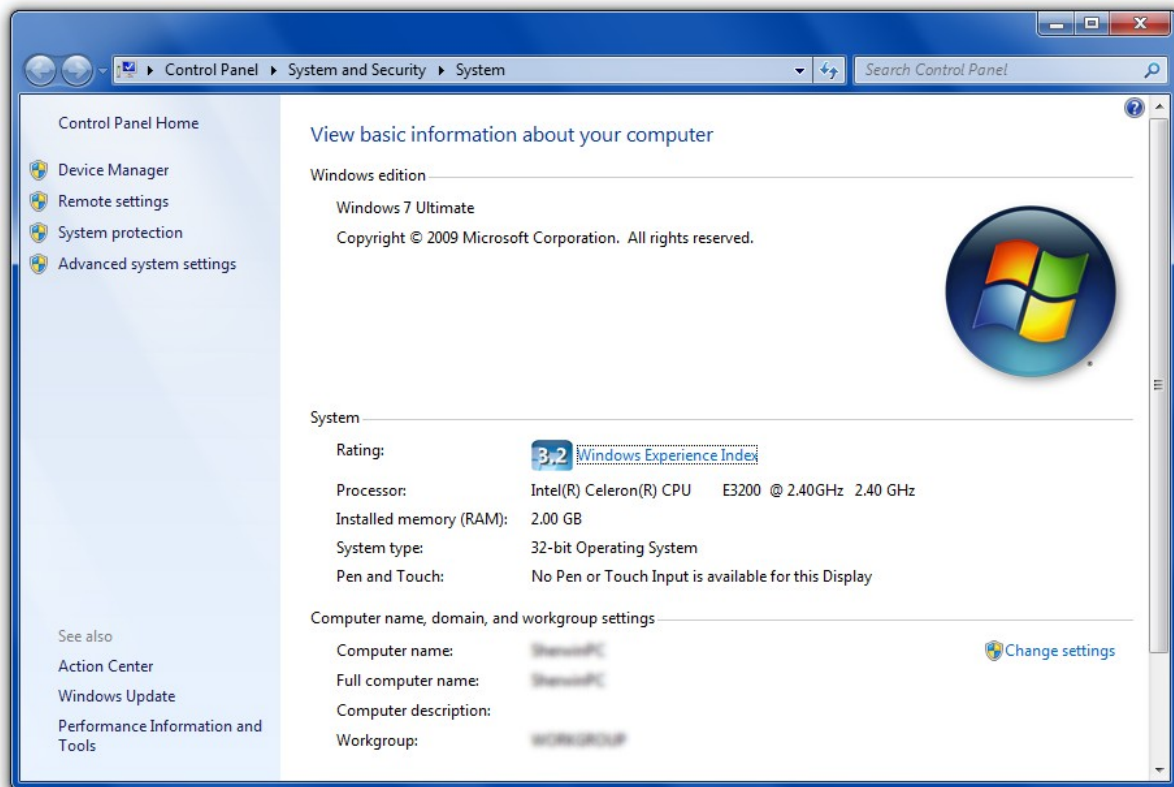 Control Panel ▸ System and Security ▸ System
Search Control Panel
Control Panel Home
Device Manager
Remote settings
System protection
Advanced system settings
See also
Action Center
Windows Update
Performance Information and
Tools
View basic information about your computer
Windows edition
Windows 7 Ultimate
Copyright © 2009 Microsoft Corporation.  All rights reserved.
System
Rating: 3.2 Windows Experience Index
Processor: Intel(R) Celeron(R) CPU E3200 @ 2.40GHz 2.40 GHz
Installed memory (RAM): 2.00 GB
System type: 32-bit Operating System
Pen and Touch: No Pen or Touch Input is available for this Display
Computer name, domain, and workgroup settings
Computer name:
Change settings
Full computer name:
Computer description:
Workgroup: